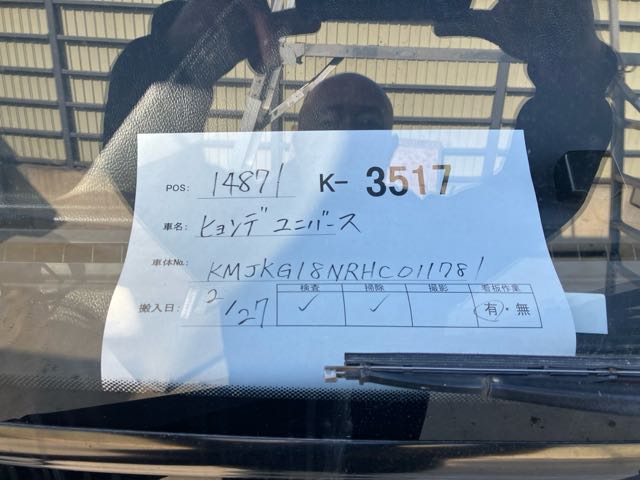 POS: 14871 K- 3517
車名: ヒョンデ ユニバース
車体No.: KMJKG18NRHC011781
搬入日: 2/27 検査 掃除 撮影 看板作業
✓ ✓ 有・無